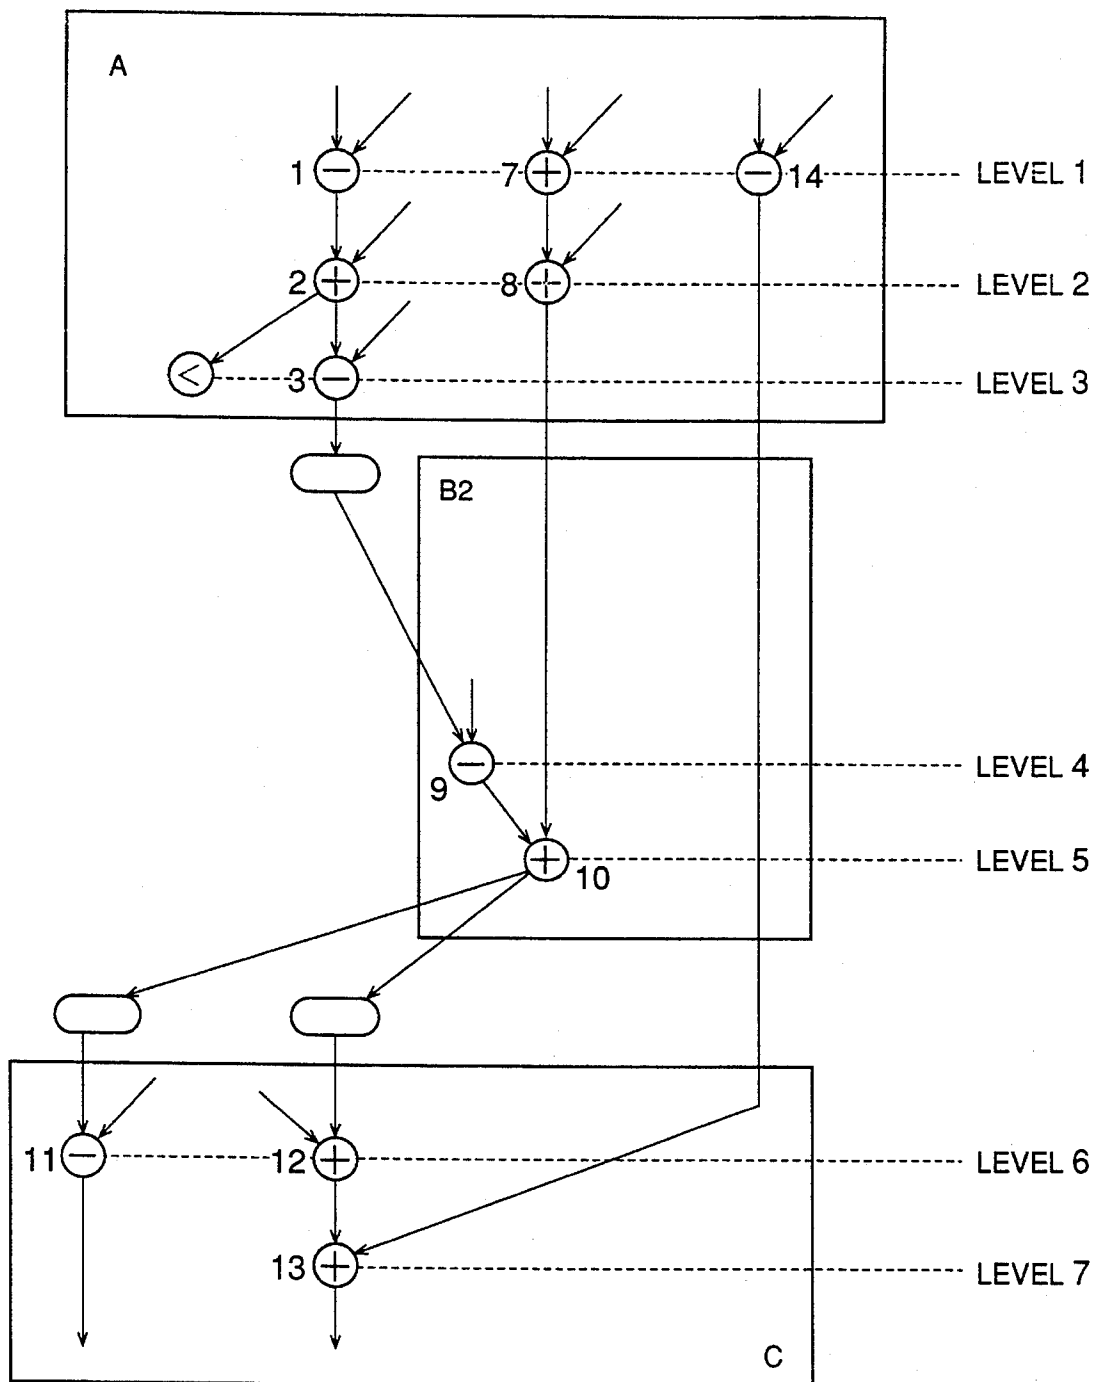 A
1 − 7 + − 14 LEVEL 1
2 + 8 + LEVEL 2
< 3 − LEVEL 3
B2
− LEVEL 4
9
+ LEVEL 5
10
11 − 12 + LEVEL 6
13 + LEVEL 7
C